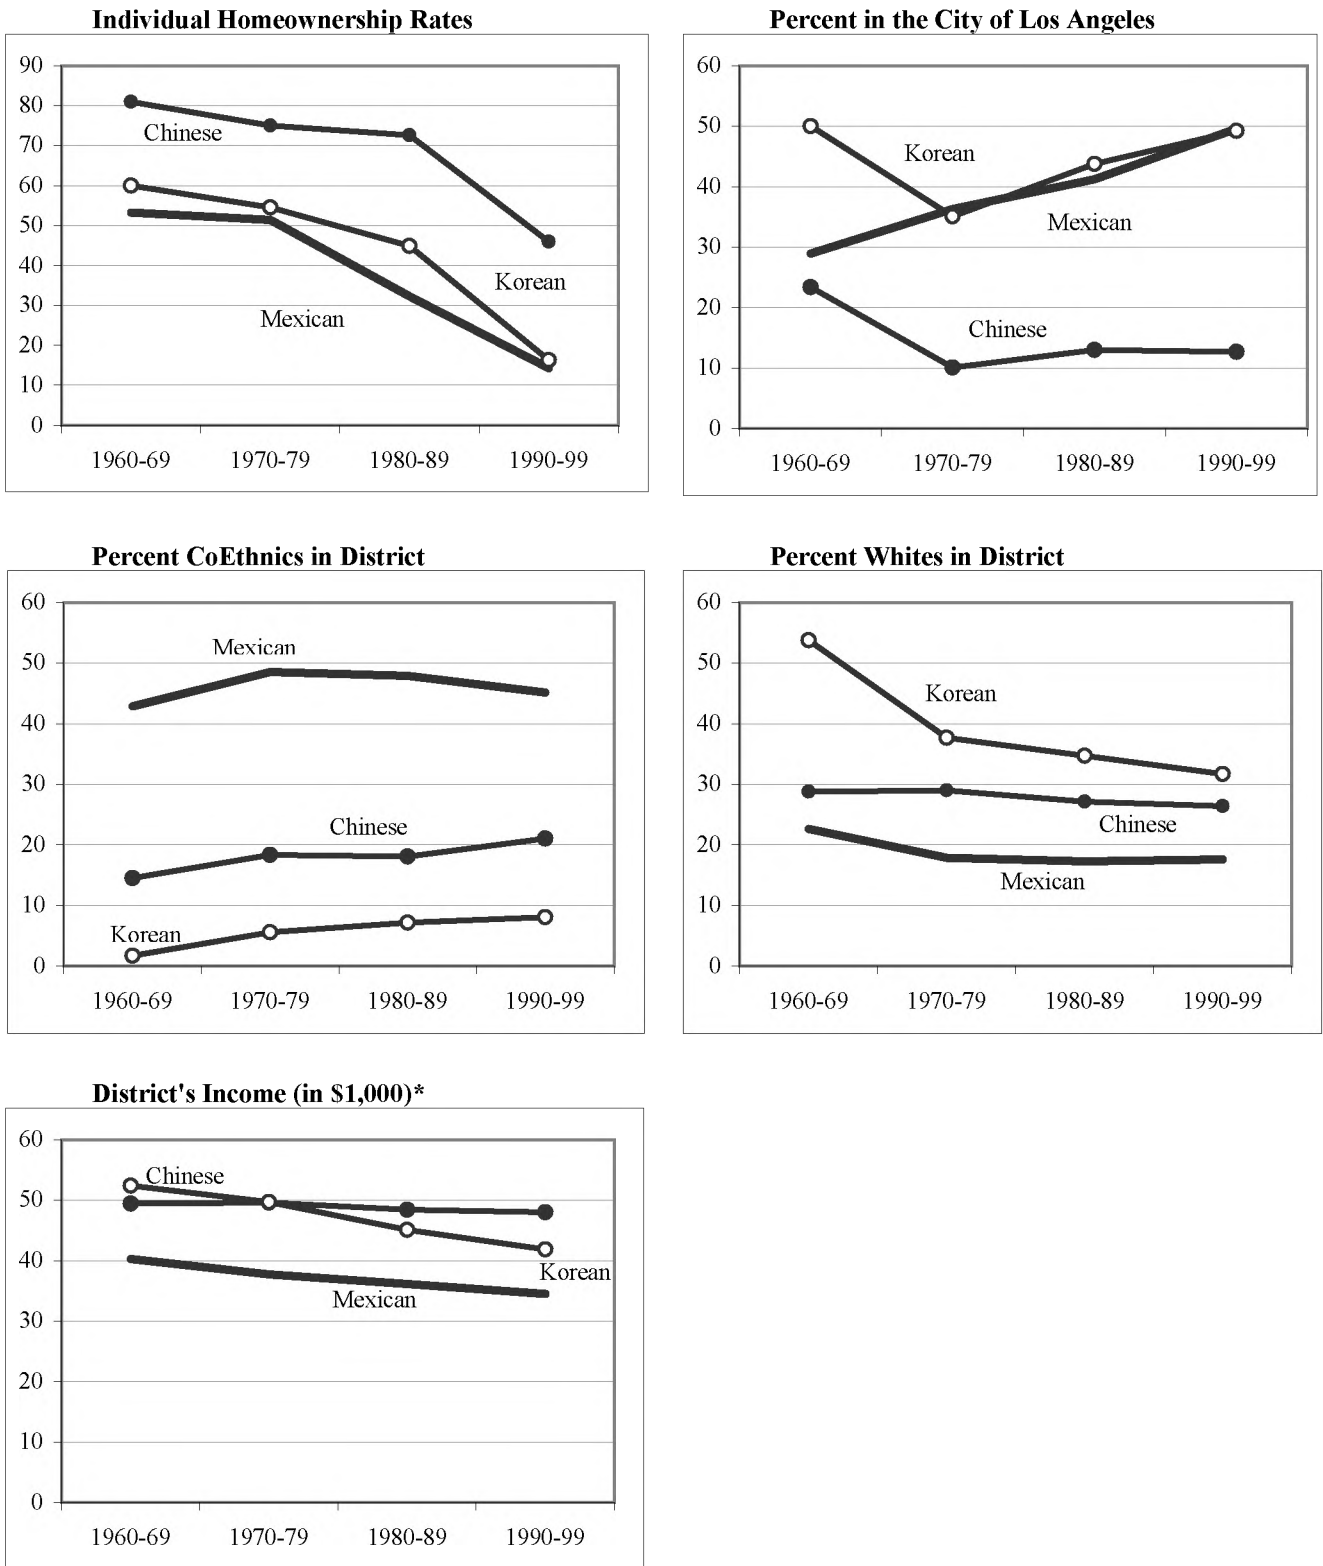 Individual Homeownership Rates
90
80
70
60
50
40
30
20
10
0
Chinese
Korean
Mexican
1960-69 1970-79 1980-89 1990-99
Percent in the City of Los Angeles
60
50
40
30
20
10
0
Korean
Mexican
Chinese
1960-69 1970-79 1980-89 1990-99
Percent CoEthnics in District
60
50
40
30
20
10
0
Mexican
Chinese
Korean
1960-69 1970-79 1980-89 1990-99
Percent Whites in District
60
50
40
30
20
10
0
Korean
Chinese
Mexican
1960-69 1970-79 1980-89 1990-99
District's Income (in $1,000)*
60
50
40
30
20
10
0
Chinese
Korean
Mexican
1960-69 1970-79 1980-89 1990-99